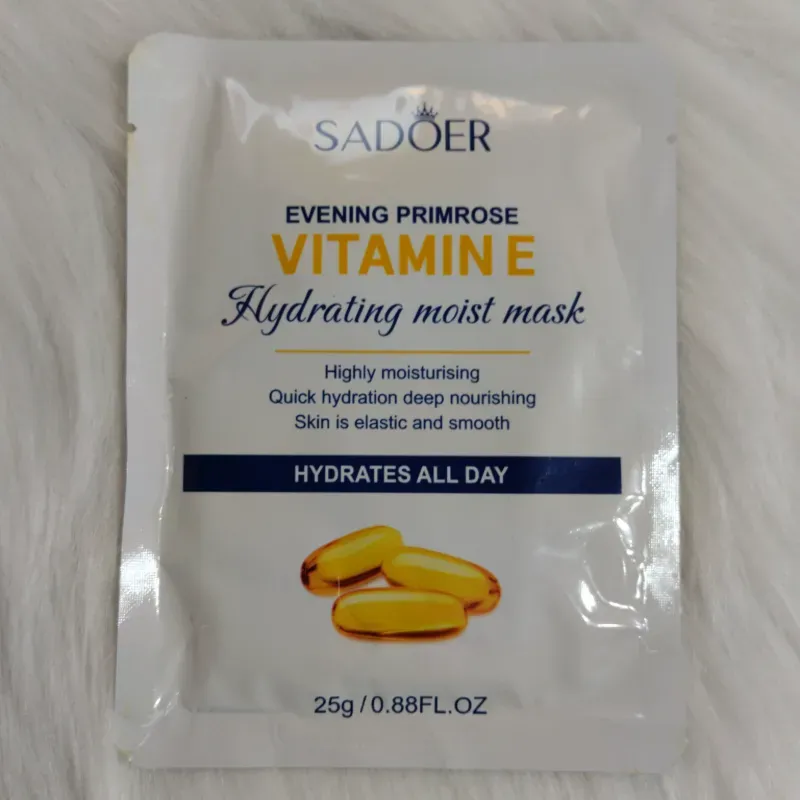 SADOER
EVENING PRIMROSE
VITAMIN E
Hydrating moist mask
Highly moisturising
Quick hydration deep nourishing
Skin is elastic and smooth
HYDRATES ALL DAY
25g / 0.88FL.OZ